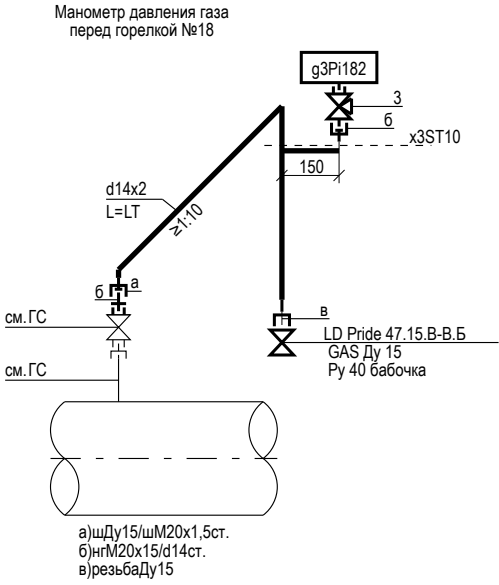 Манометр давления газа
перед горелкой №18
g3Pi182
3
б
x3ST10
150
d14x2
L=LT
≥1:10
а
б
см.ГС
в
LD Pride 47.15.В-В.Б
GAS Ду 15
Ру 40 бабочка
см.ГС
а)шДу15/шМ20х1,5ст.
б)нгМ20х15/d14ст.
в)резьбаДу15